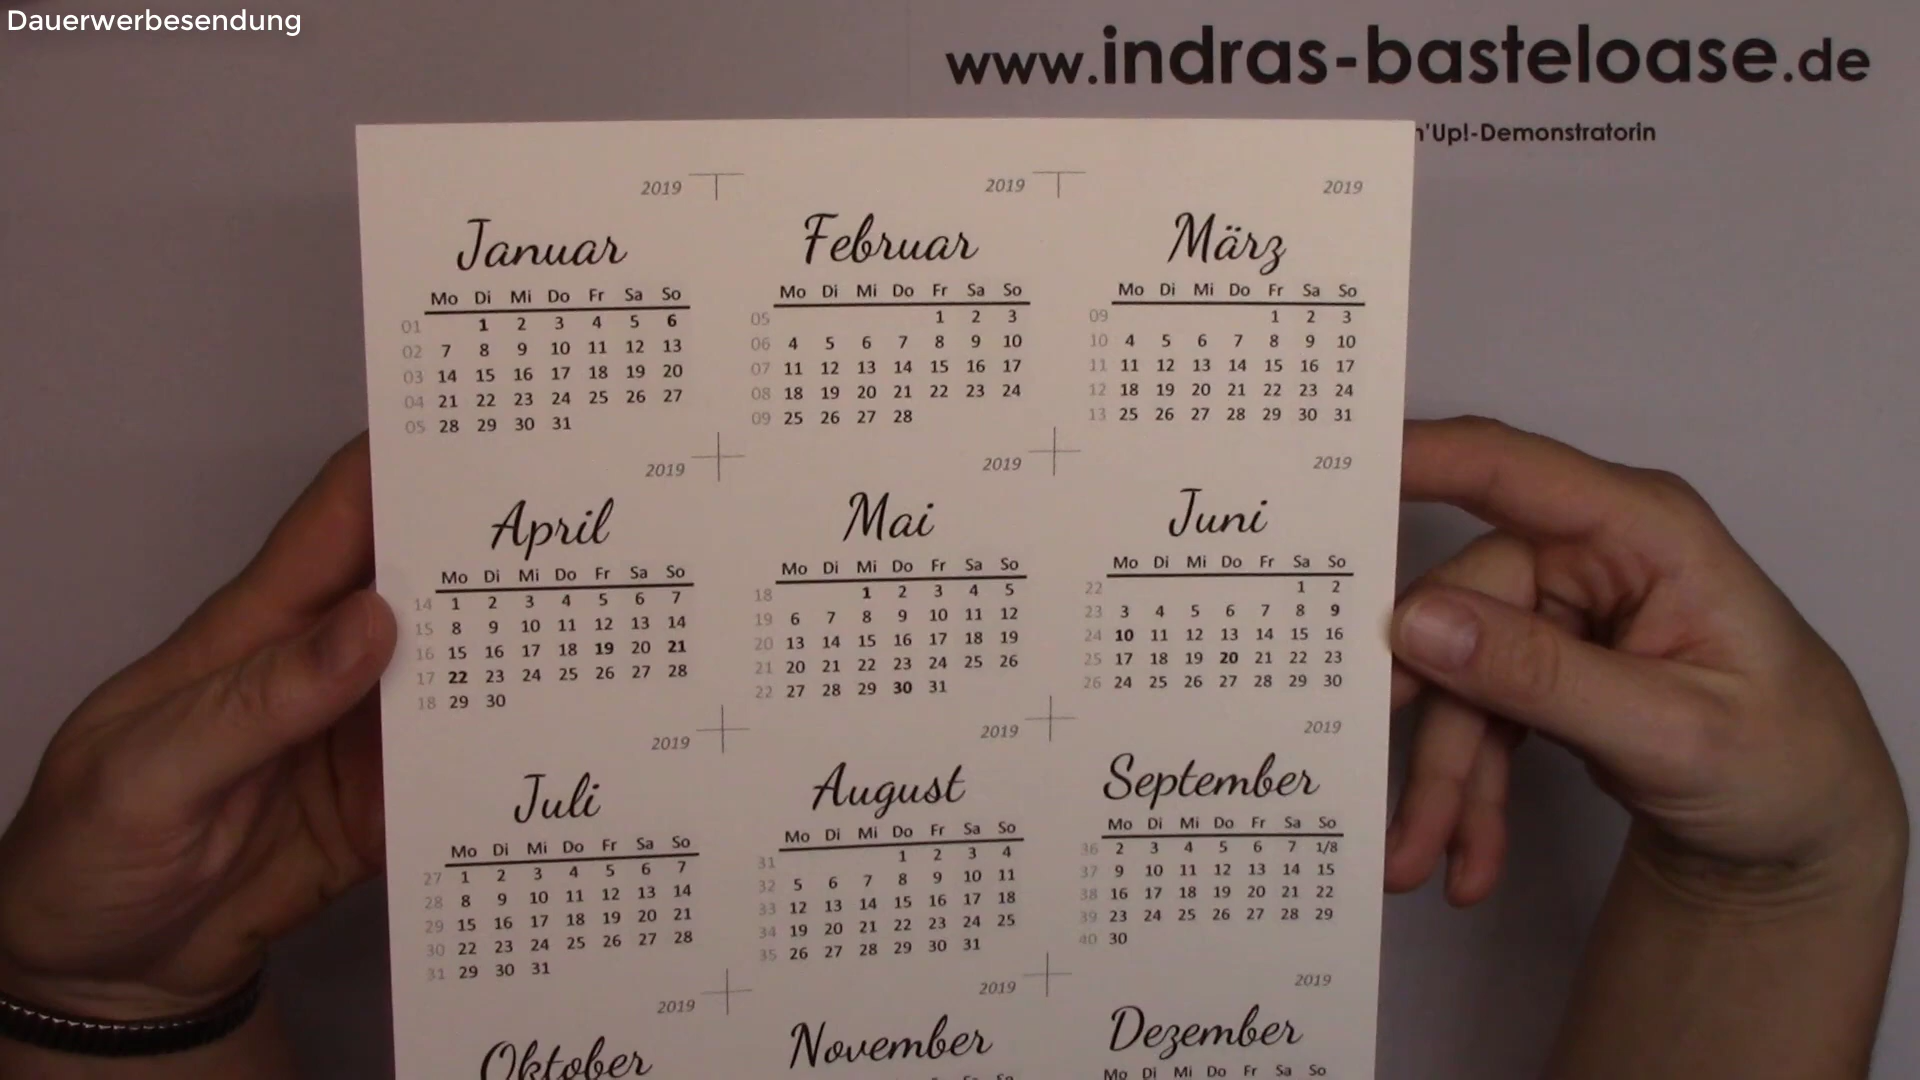 Dauerwerbesendung
www.indras-basteloase.de
n'Up!-Demonstratorin
2019
Januar
Mo Di Mi Do Fr Sa So
01 1 2 3 4 5 6
02 7 8 9 10 11 12 13
03 14 15 16 17 18 19 20
04 21 22 23 24 25 26 27
05 28 29 30 31
2019
Februar
Mo Di Mi Do Fr Sa So
05 1 2 3
06 4 5 6 7 8 9 10
07 11 12 13 14 15 16 17
08 18 19 20 21 22 23 24
09 25 26 27 28
2019
März
Mo Di Mi Do Fr Sa So
09 1 2 3
10 4 5 6 7 8 9 10
11 11 12 13 14 15 16 17
12 18 19 20 21 22 23 24
13 25 26 27 28 29 30 31
2019
April
Mo Di Mi Do Fr Sa So
14 1 2 3 4 5 6 7
15 8 9 10 11 12 13 14
16 15 16 17 18 19 20 21
17 22 23 24 25 26 27 28
18 29 30
2019
Mai
Mo Di Mi Do Fr Sa So
18 1 2 3 4 5
19 6 7 8 9 10 11 12
20 13 14 15 16 17 18 19
21 20 21 22 23 24 25 26
22 27 28 29 30 31
2019
Juni
Mo Di Mi Do Fr Sa So
22 1 2
23 3 4 5 6 7 8 9
24 10 11 12 13 14 15 16
25 17 18 19 20 21 22 23
26 24 25 26 27 28 29 30
2019
Juli
Mo Di Mi Do Fr Sa So
27 1 2 3 4 5 6 7
28 8 9 10 11 12 13 14
29 15 16 17 18 19 20 21
30 22 23 24 25 26 27 28
31 29 30 31
2019
August
Mo Di Mi Do Fr Sa So
31 1 2 3 4
32 5 6 7 8 9 10 11
33 12 13 14 15 16 17 18
34 19 20 21 22 23 24 25
35 26 27 28 29 30 31
2019
September
Mo Di Mi Do Fr Sa So
36 2 3 4 5 6 7 1/8
37 9 10 11 12 13 14 15
38 16 17 18 19 20 21 22
39 23 24 25 26 27 28 29
40 30
2019
Oktober
2019
November
2019
Dezember
Mo Di Mi Do Fr Sa So